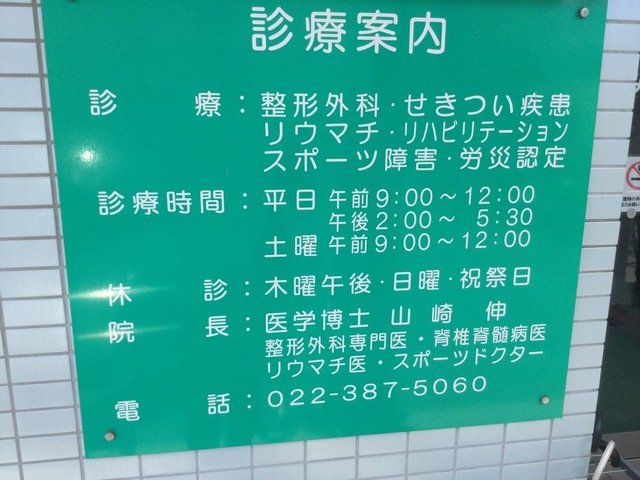 診療案内
診療：整形外科・せきつい疾患
リウマチ・リハビリテーション
スポーツ障害・労災認定
診療時間：平日 午前9:00～12:00
午後2:00～ 5:30
土曜 午前9:00～12:00
休診：木曜午後・日曜・祝祭日
院長：医学博士 山崎 伸
整形外科専門医・脊椎脊髄病医
リウマチ医・スポーツドクター
電話：022-387-5060